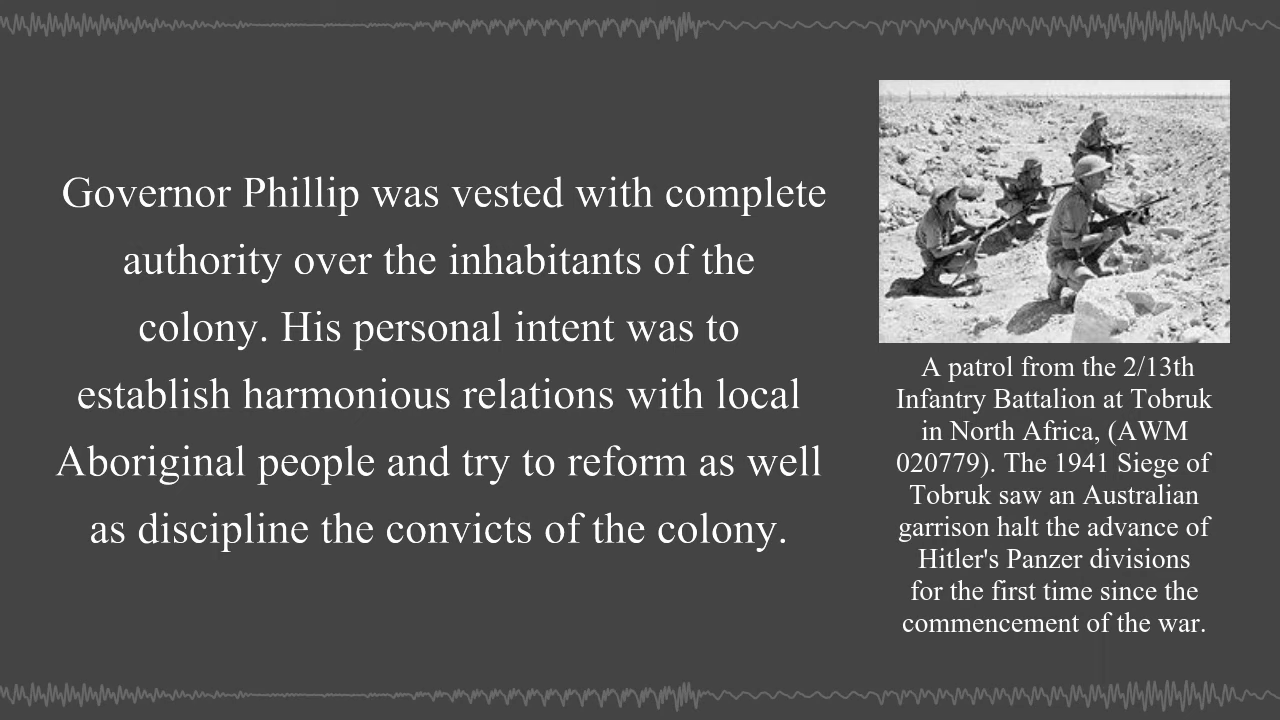 Governor Phillip was vested with complete
authority over the inhabitants of the
colony. His personal intent was to
establish harmonious relations with local
Aboriginal people and try to reform as well
as discipline the convicts of the colony.
A patrol from the 2/13th
Infantry Battalion at Tobruk
in North Africa, (AWM
020779). The 1941 Siege of
Tobruk saw an Australian
garrison halt the advance of
Hitler's Panzer divisions
for the first time since the
commencement of the war.